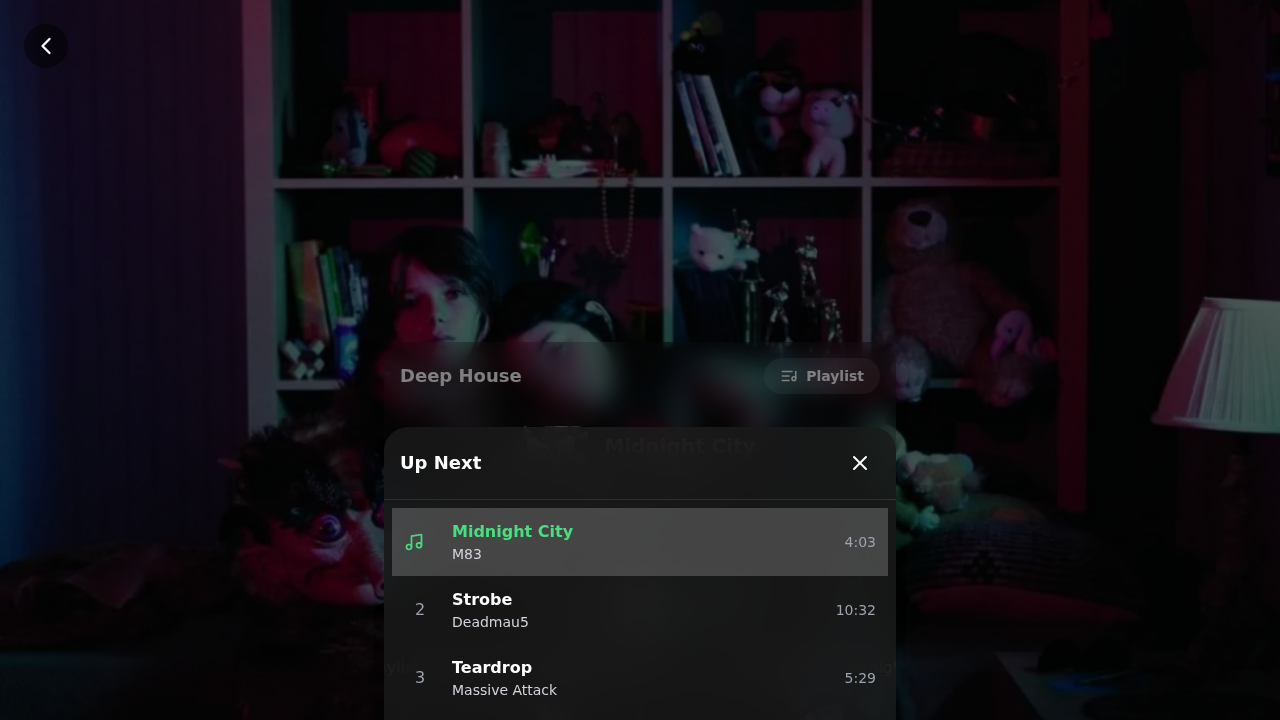 Deep House
Playlist
Midnight City
Up Next
Midnight City
M83
4:03
2
Strobe
Deadmau5
10:32
3
Teardrop
Massive Attack
5:29